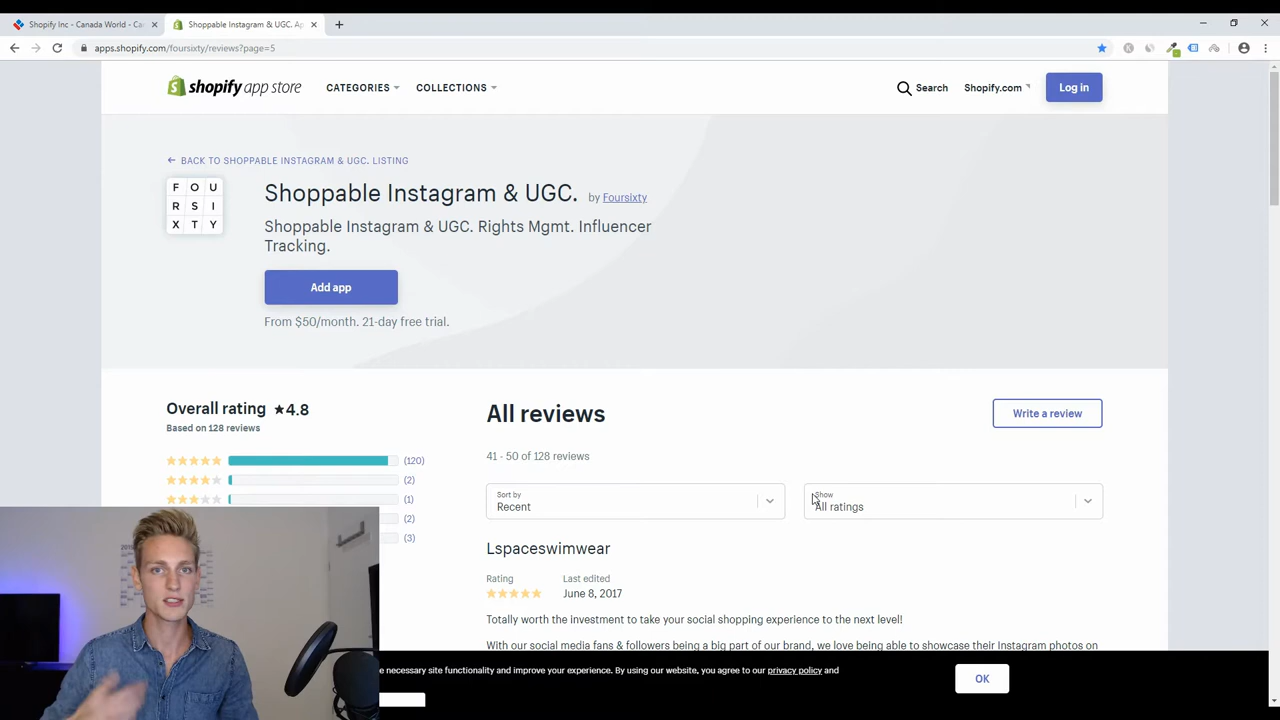 Shopify Inc - Canada World - Ca
Shoppable Instagram & UGC. Ap
apps.shopify.com/foursixty/reviews?page=5
shopify app store
CATEGORIES
COLLECTIONS
Search
Shopify.com
Log in
BACK TO SHOPPABLE INSTAGRAM & UGC. LISTING
F O U
R S I
X T Y
Shoppable Instagram & UGC. by Foursixty
Shoppable Instagram & UGC. Rights Mgmt. Influencer
Tracking.
Add app
From $50/month. 21-day free trial.
Overall rating ★4.8
Based on 128 reviews
(120)
(2)
(1)
(2)
(3)
All reviews
Write a review
41 - 50 of 128 reviews
Sort by
Recent
Show
All ratings
Lspaceswimwear
Rating
Last edited
June 8, 2017
Totally worth the investment to take your social shopping experience to the next level!
With our social media fans & followers being a big part of our brand, we love being able to showcase their Instagram photos on
necessary site functionality and improve your experience. By using our website, you agree to our privacy policy and
OK